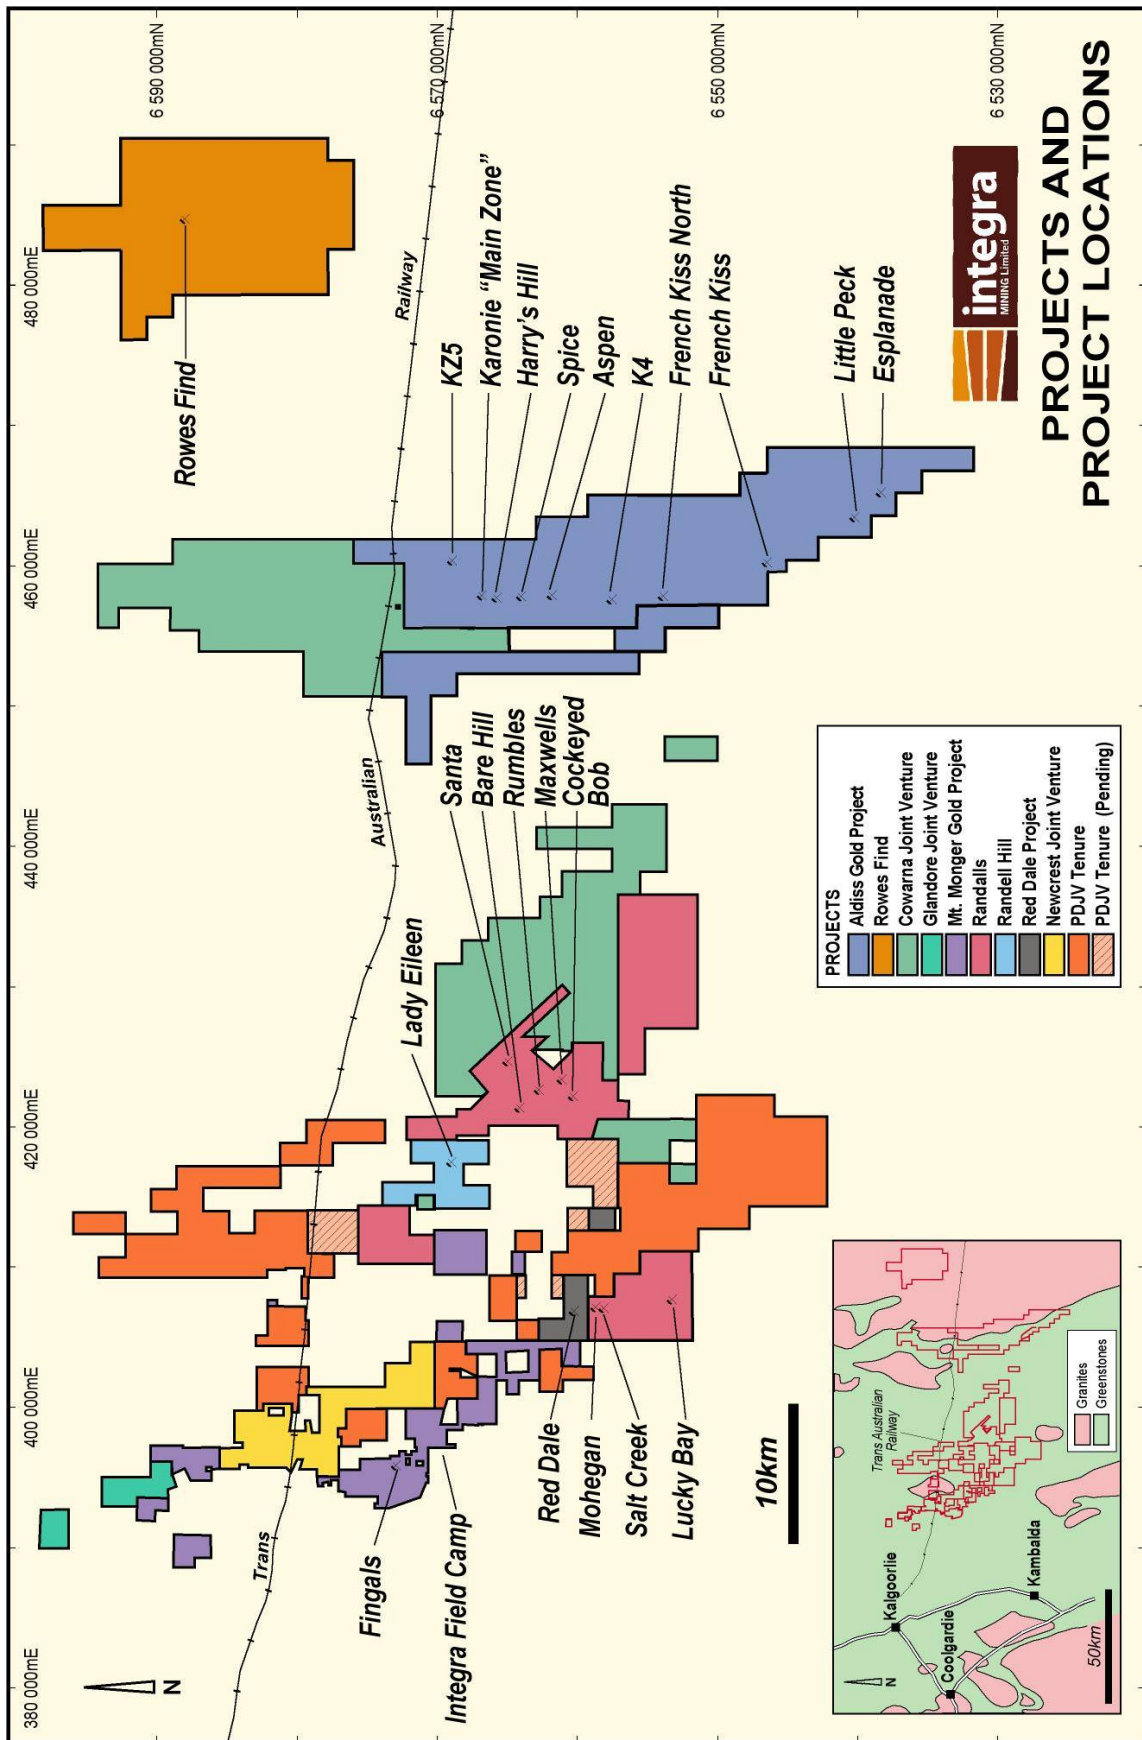 380 000mE
400 000mE
420 000mE
440 000mE
460 000mE
480 000mE
6 590 000mN
6 570 000mN
6 550 000mN
6 530 000mN
N
Trans
Australian
Railway
Rowes Find
Lady Eileen
Fingals
Integra Field Camp
Santa
Bare Hill
Rumbles
Maxwells
Cockeyed
Bob
KZ5
Karonie “Main Zone”
Harry's Hill
Spice
Aspen
K4
French Kiss North
French Kiss
Little Peck
Esplanade
Red Dale
Mohegan
Salt Creek
Lucky Bay
10km
PROJECTS
Aldiss Gold Project
Rowes Find
Cowarna Joint Venture
Glandore Joint Venture
Mt. Monger Gold Project
Randalls
Randell Hill
Red Dale Project
Newcrest Joint Venture
PDJV Tenure
PDJV Tenure (Pending)
N
Kalgoorlie
Coolgardie
Kambalda
Trans Australian
Railway
Granites
Greenstones
50km
integra
MINING Limited
PROJECTS AND
PROJECT LOCATIONS